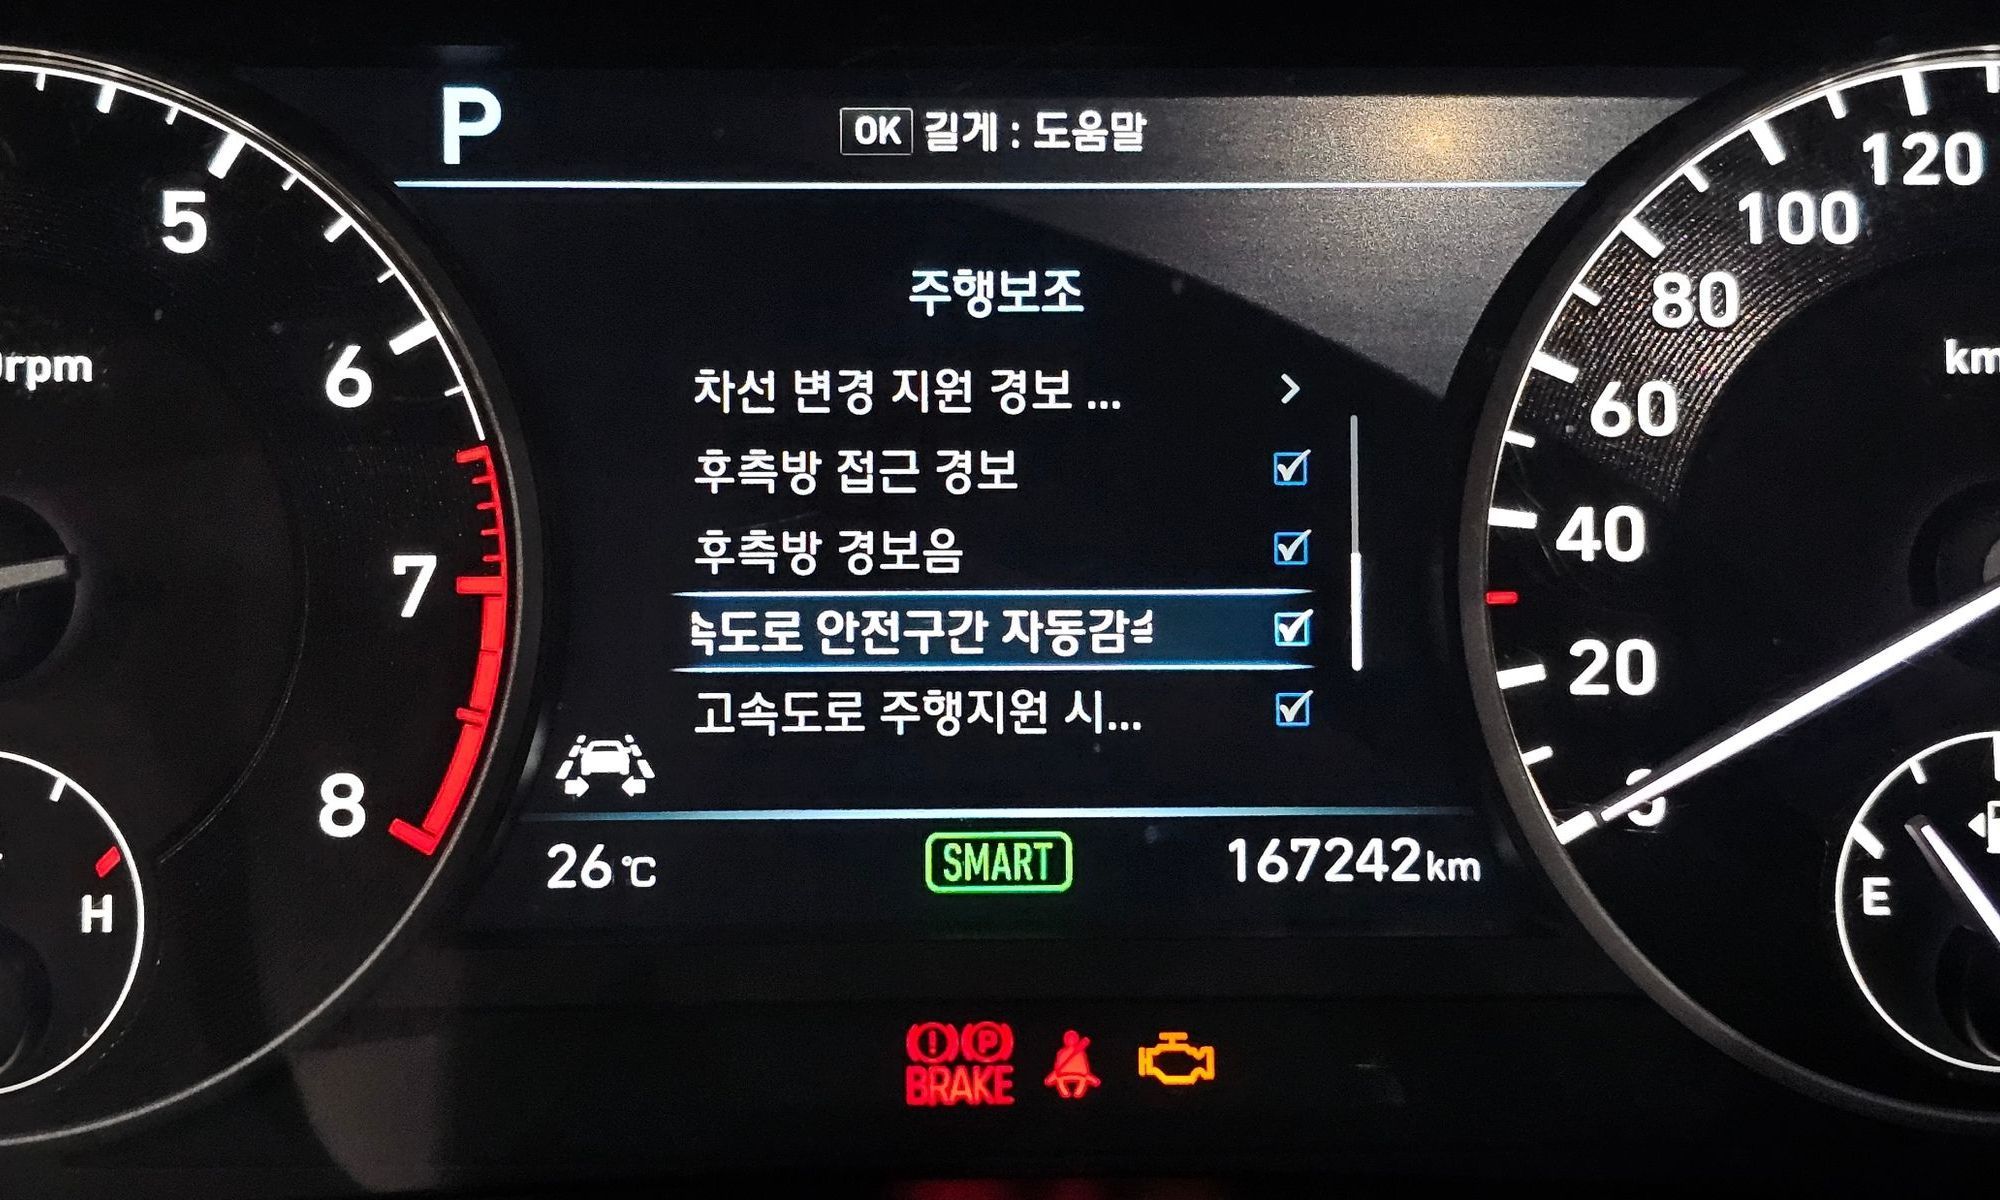 P
OK 길게 : 도움말
주행보조
차선 변경 지원 경보 ...
후측방 접근 경보
후측방 경보음
속도로 안전구간 자동감속
고속도로 주행지원 시...
26℃
SMART
167242km
5
6
7
8
rpm
H
120
100
80
60
40
20
km
E
P
BRAKE